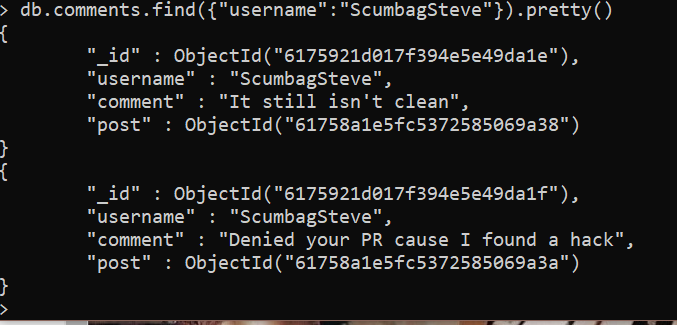 > db.comments.find({"username":"ScumbagSteve"}).pretty()
{
        "_id" : ObjectId("6175921d017f394e5e49da1e"),
        "username" : "ScumbagSteve",
        "comment" : "It still isn't clean",
        "post" : ObjectId("61758a1e5fc5372585069a38")
}
{
        "_id" : ObjectId("6175921d017f394e5e49da1f"),
        "username" : "ScumbagSteve",
        "comment" : "Denied your PR cause I found a hack",
        "post" : ObjectId("61758a1e5fc5372585069a3a")
}
>